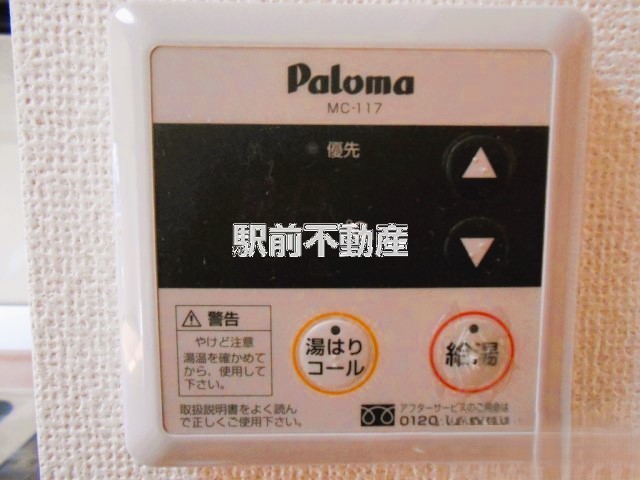 Paloma
MC-117
優先
駅前不動産
警告
やけど注意
湯温を確かめて
から、使用して
下さい。
湯はり
コール
給湯
取扱説明書をよく読ん
で正しくご使用下さい。
アフターサービスのご用命は
0120